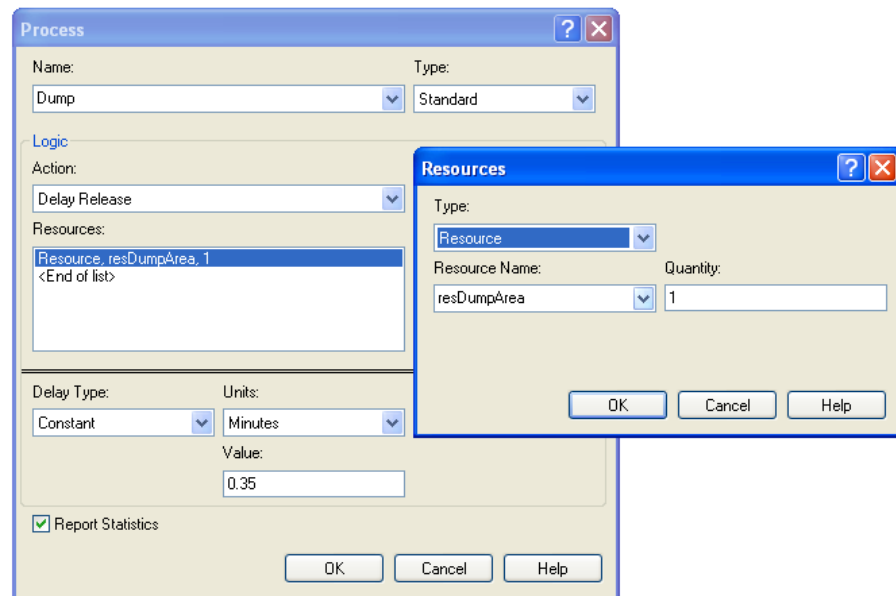 Process
Name:
Type:
Dump
Standard
Logic
Action:
Delay Release
Resources:
Resource, resDumpArea, 1
<End of list>
Delay Type:
Units:
Constant
Minutes
Value:
0.35
Report Statistics
OK
Cancel
Help
Resources
Type:
Resource
Resource Name:
Quantity:
resDumpArea
1
OK
Cancel
Help